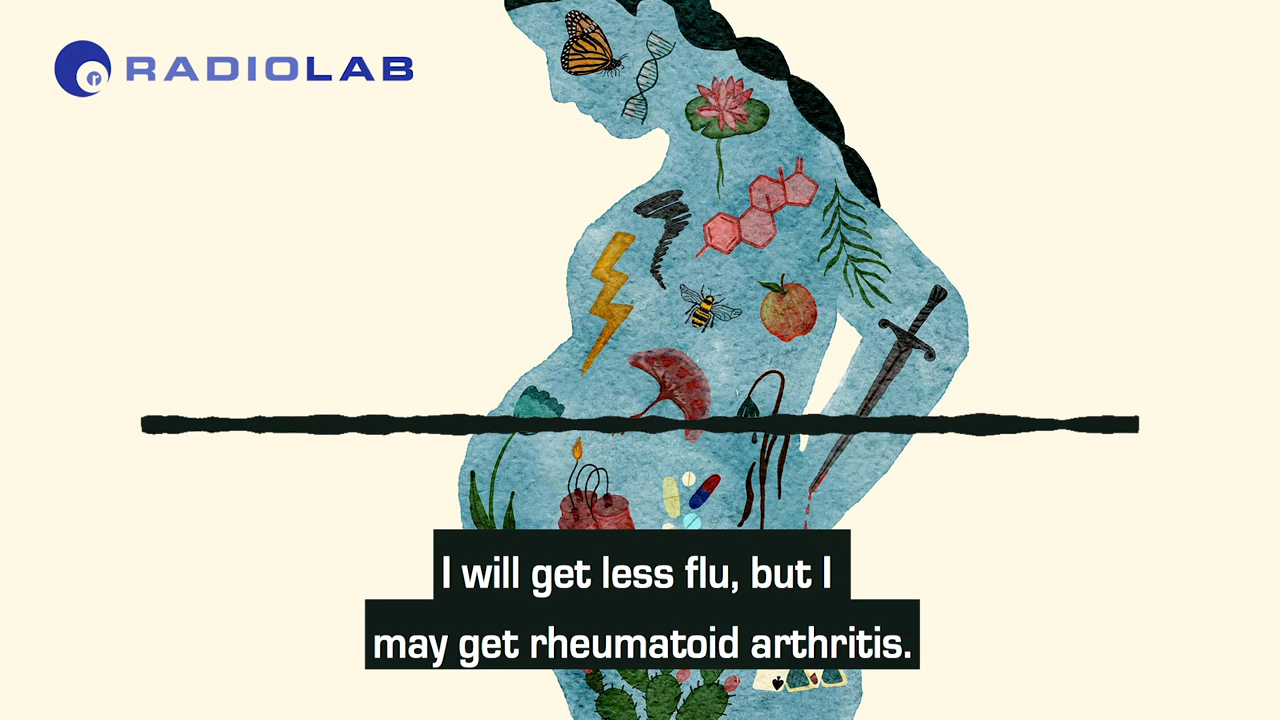 RADIOLAB
I will get less flu, but I
may get rheumatoid arthritis.